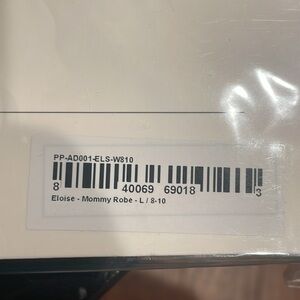 PP-AD001-ELS-W810
8 40069 69018 3
Eloise - Mommy Robe - L / 8-10